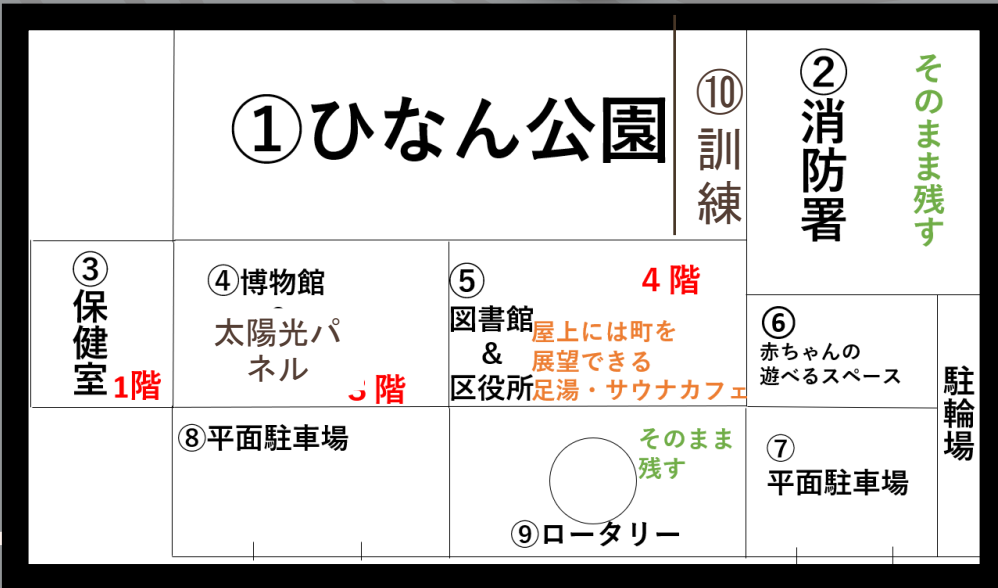 ①ひなん公園
⑩訓練
②消防署
そのまま残す
③保健室
1階
④博物館
太陽光パ
ネル
階
⑤
図書館
&
区役所
4階
屋上には町を
展望できる
足湯・サウナカフェ
⑥
赤ちゃんの
遊べるスペース
駐輪場
⑧平面駐車場
そのまま
残す
⑨ロータリー
⑦
平面駐車場